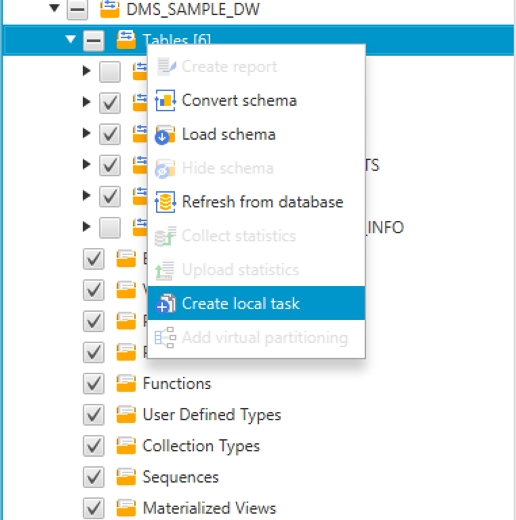 DMS_SAMPLE_DW
Tables [6]
Create report
Convert schema
Load schema
Hide schema
TS
Refresh from database
_INFO
Collect statistics
Upload statistics
Create local task
Add virtual partitioning
Functions
User Defined Types
Collection Types
Sequences
Materialized Views